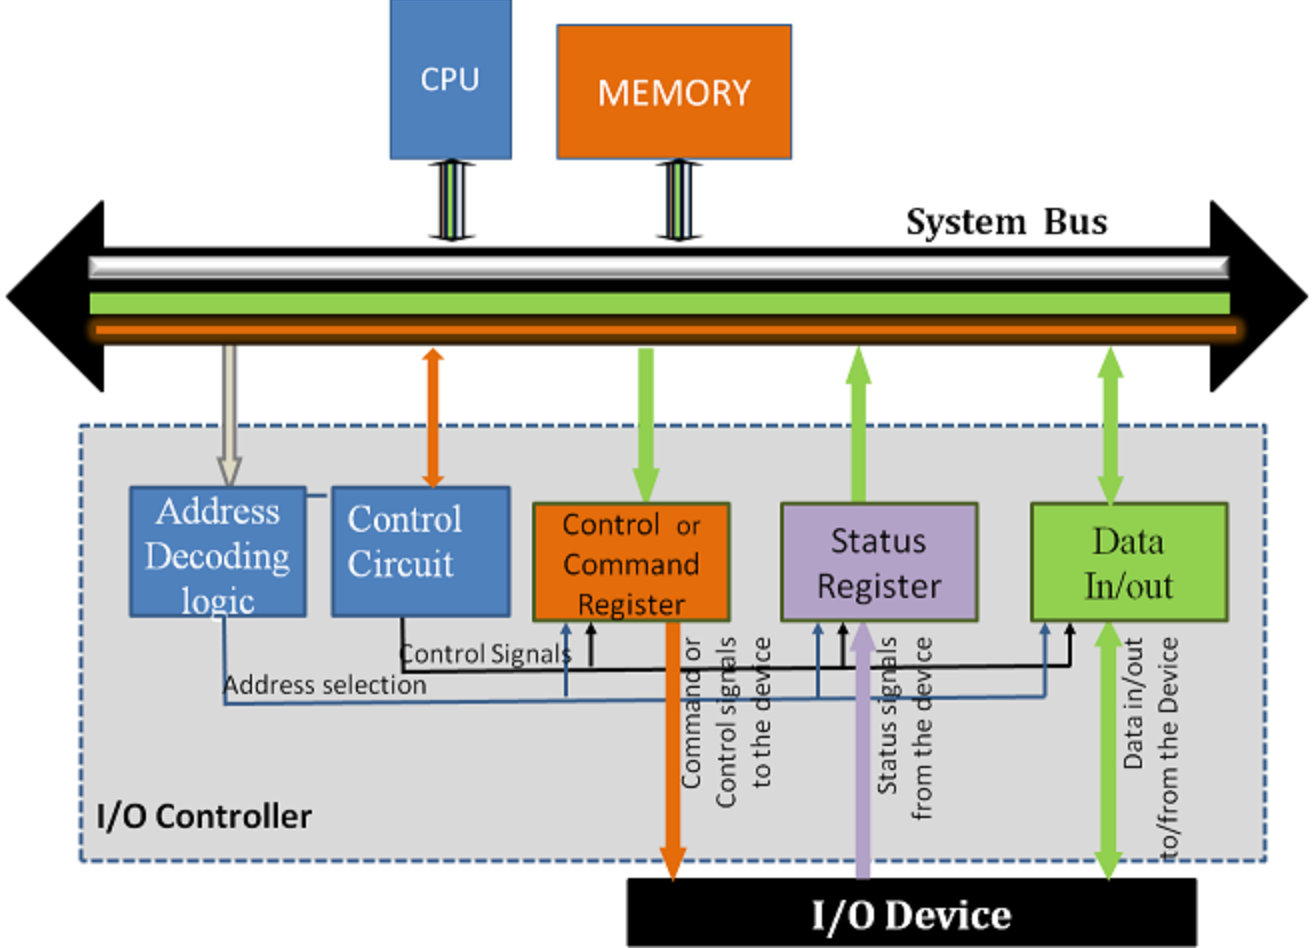 CPU
MEMORY
System Bus
Address
Decoding
logic
Control
Circuit
Control or
Command
Register
Status
Register
Data
In/out
Control Signals
Address selection
Command or
Control signals
to the device
Status signals
from the device
Data in/out
to/from the Device
I/O Controller
I/O Device